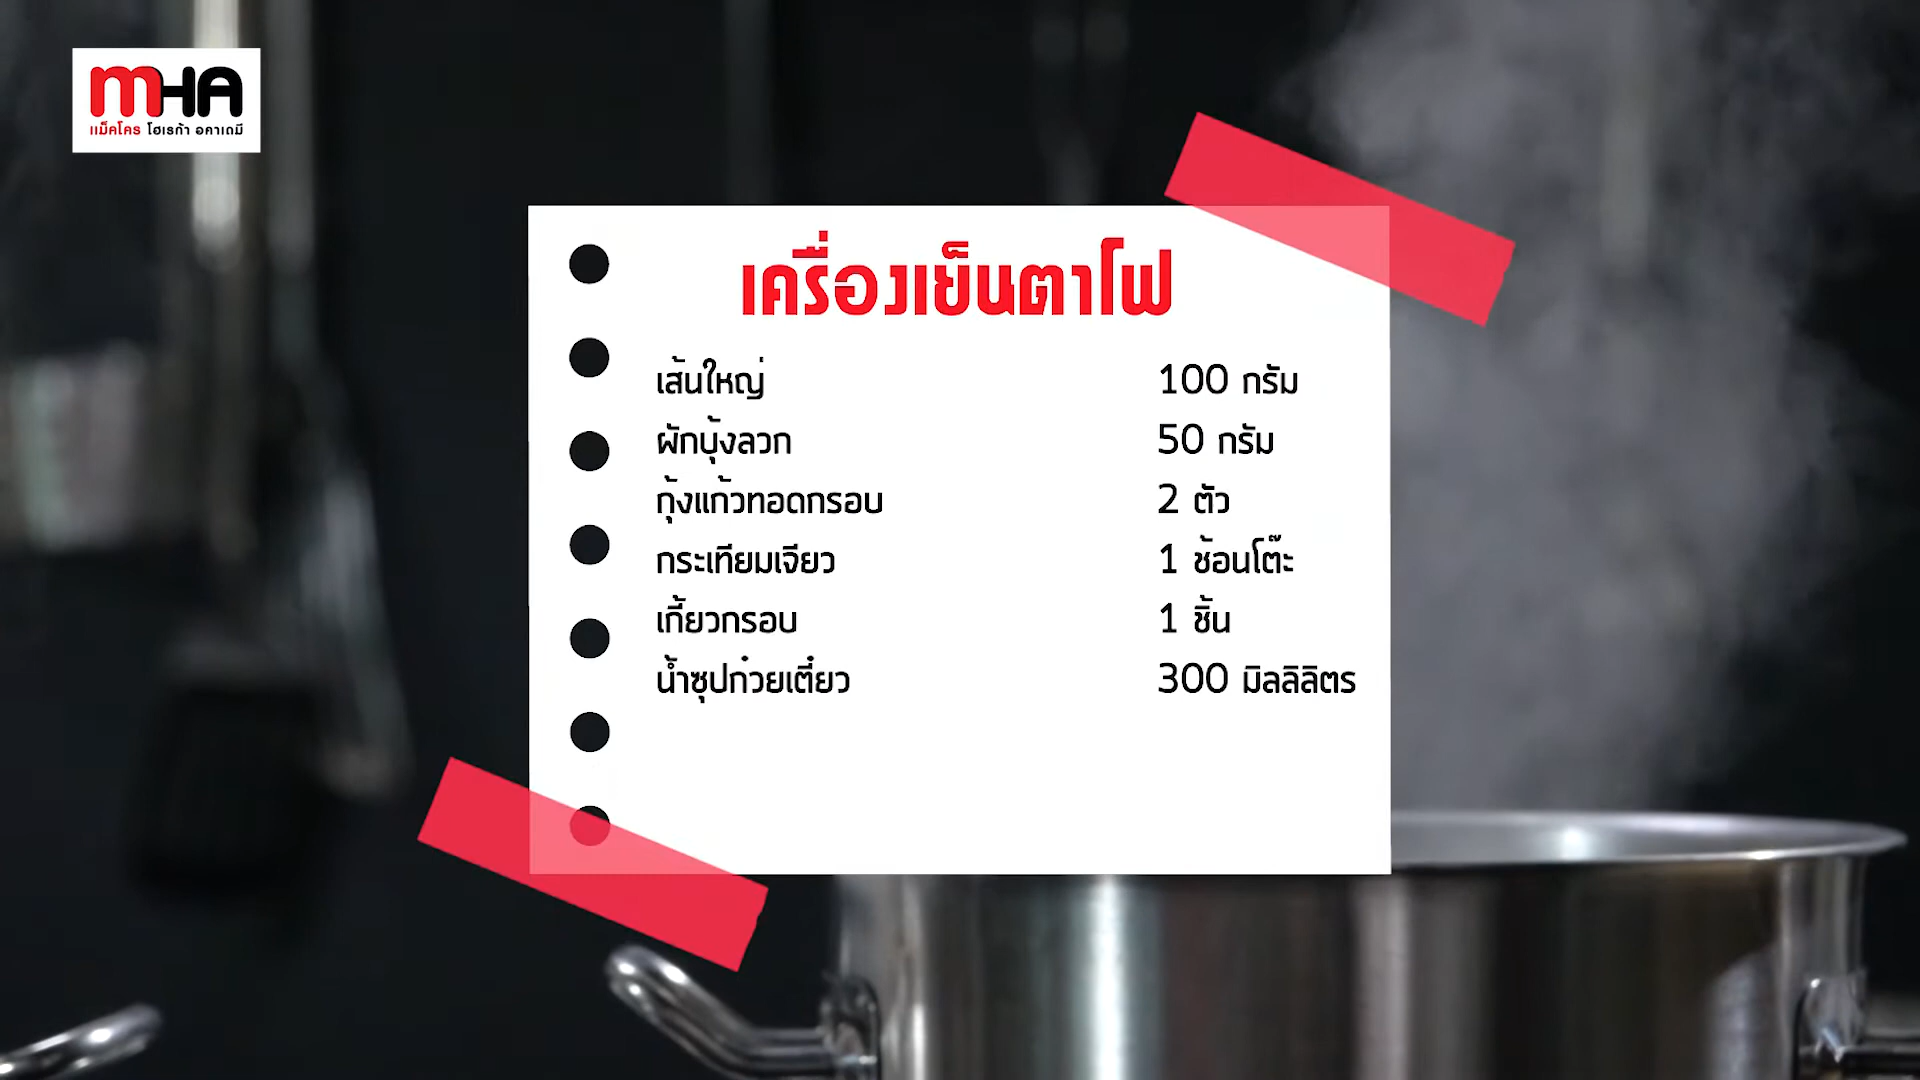 mHA
แม็คโคร โฮเรก้า อคาเดมี
เครื่องเย็นตาโฟ
เส้นใหญ่ 100 กรัม
ผักบุ้งลวก 50 กรัม
กุ้งแก้วทอดกรอบ 2 ตัว
กระเทียมเจียว 1 ช้อนโต๊ะ
เกี้ยวกรอบ 1 ชิ้น
น้ำซุปก๋วยเตี๋ยว 300 มิลลิลิตร